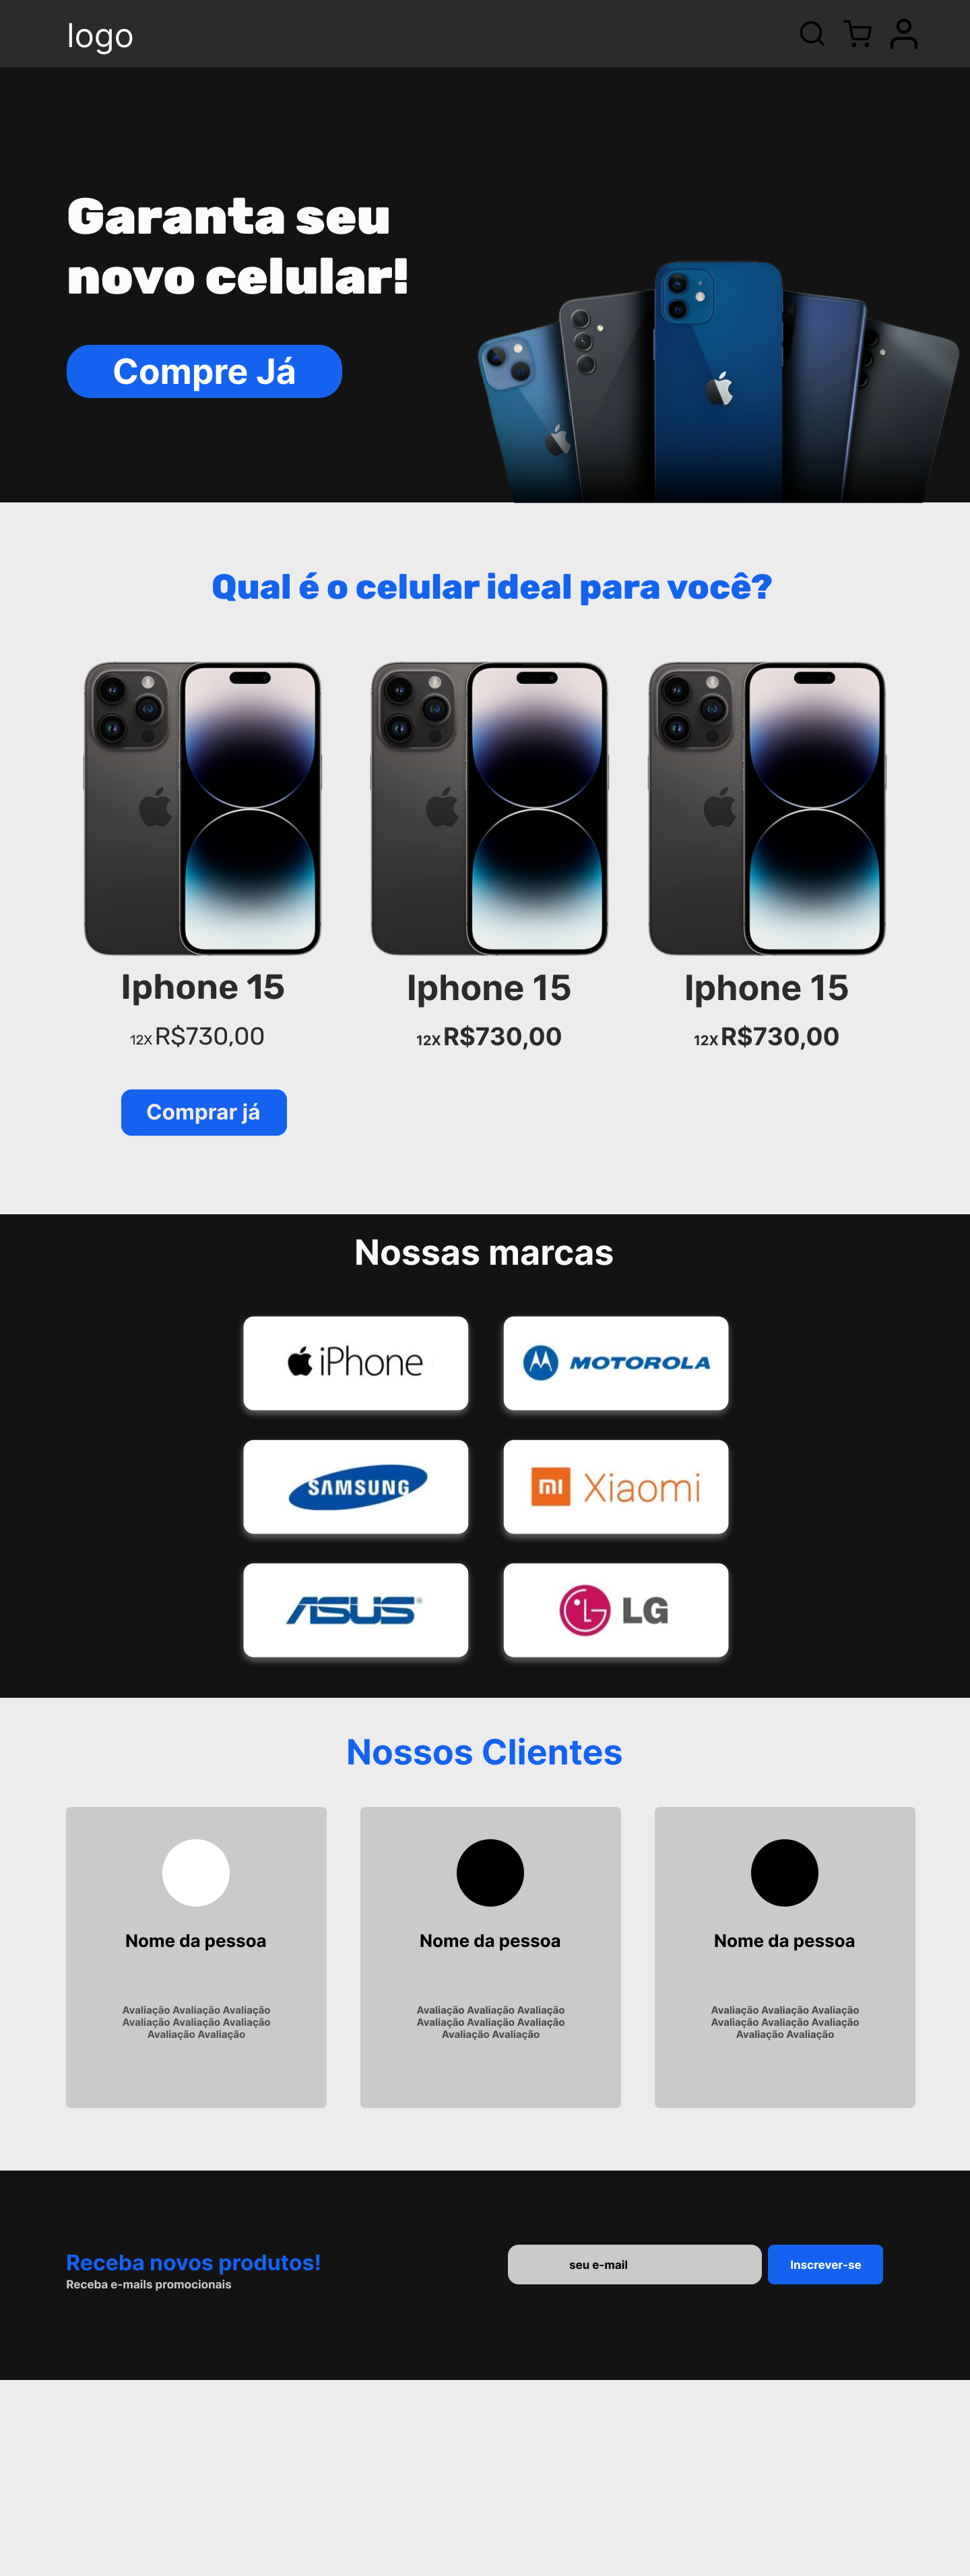 logo
Garanta seu
novo celular!
Compre Já
Qual é o celular ideal para você?
Iphone 15
Iphone 15
Iphone 15
12X R$730,00
12X R$730,00
12X R$730,00
Comprar já
Nossas marcas
iPhone
MOTOROLA
SAMSUNG
mi Xiaomi
ASUS®
LG LG
Nossos Clientes
Nome da pessoa
Avaliação Avaliação Avaliação
Avaliação Avaliação Avaliação
Avaliação Avaliação
Nome da pessoa
Avaliação Avaliação Avaliação
Avaliação Avaliação Avaliação
Avaliação Avaliação
Nome da pessoa
Avaliação Avaliação Avaliação
Avaliação Avaliação Avaliação
Avaliação Avaliação
Receba novos produtos!
Receba e-mails promocionais
seu e-mail
Inscrever-se